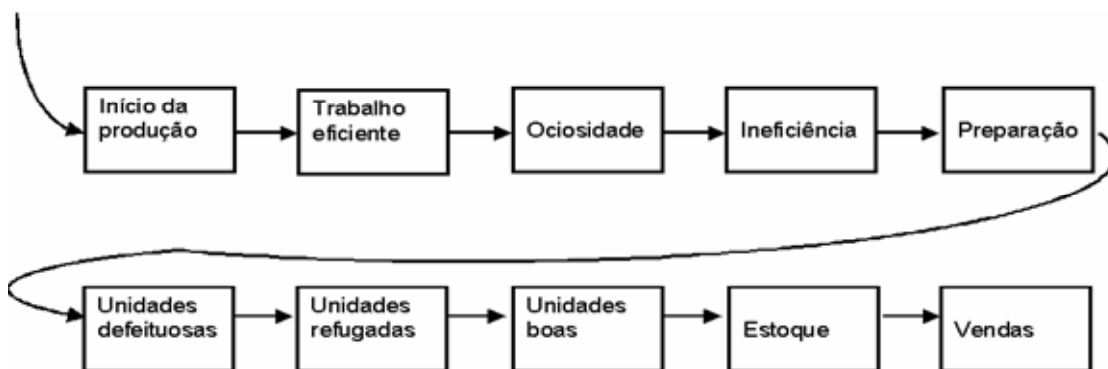 Início da
produção
Trabalho
eficiente
Ociosidade
Ineficiência
Preparação
Unidades
defeituosas
Unidades
refugadas
Unidades
boas
Estoque
Vendas